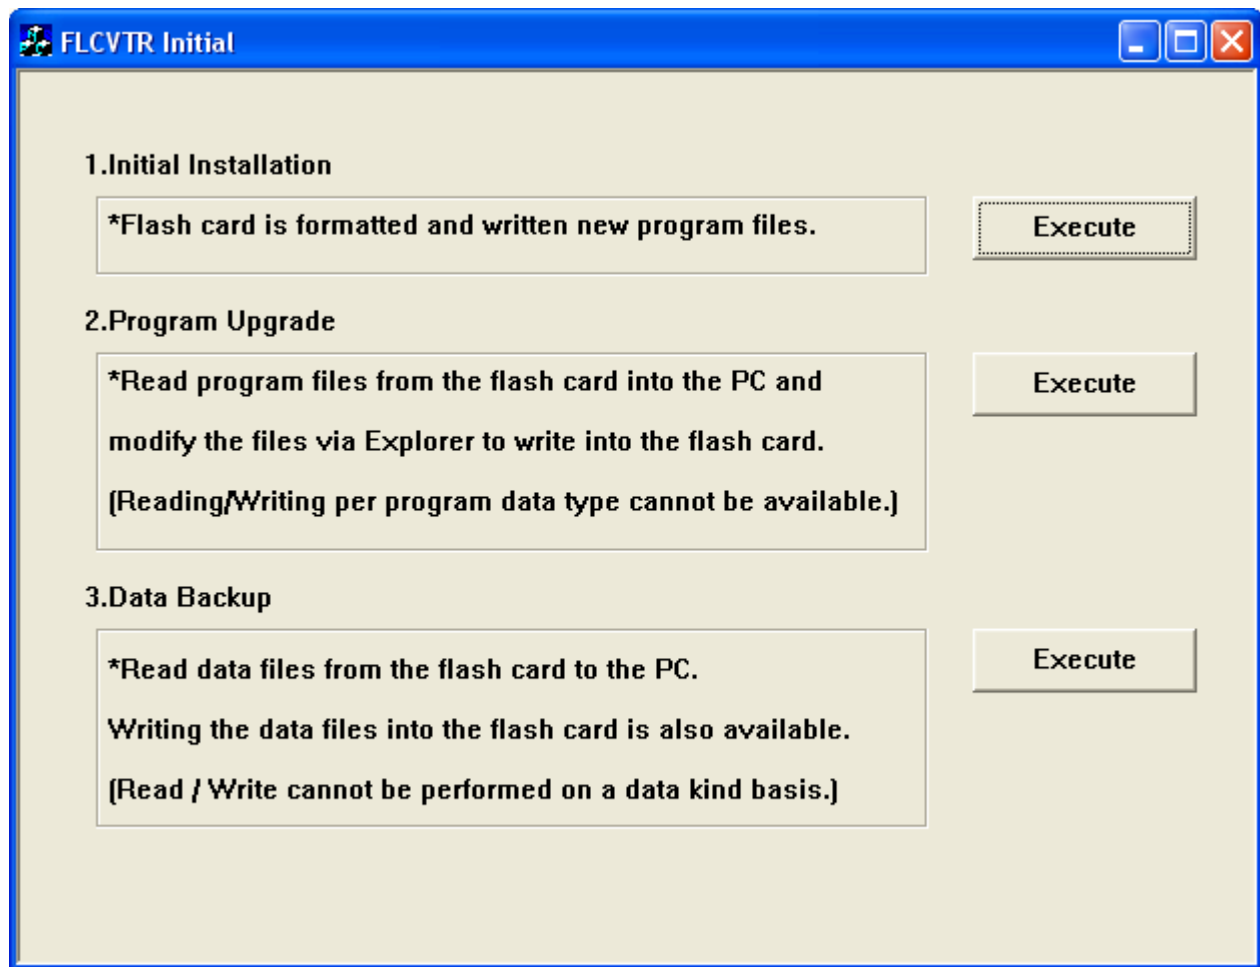 FLCVTR Initial
1.Initial Installation
*Flash card is formatted and written new program files.
Execute
2.Program Upgrade
*Read program files from the flash card into the PC and
modify the files via Explorer to write into the flash card.
(Reading/Writing per program data type cannot be available.)
Execute
3.Data Backup
*Read data files from the flash card to the PC.
Writing the data files into the flash card is also available.
(Read / Write cannot be performed on a data kind basis.)
Execute